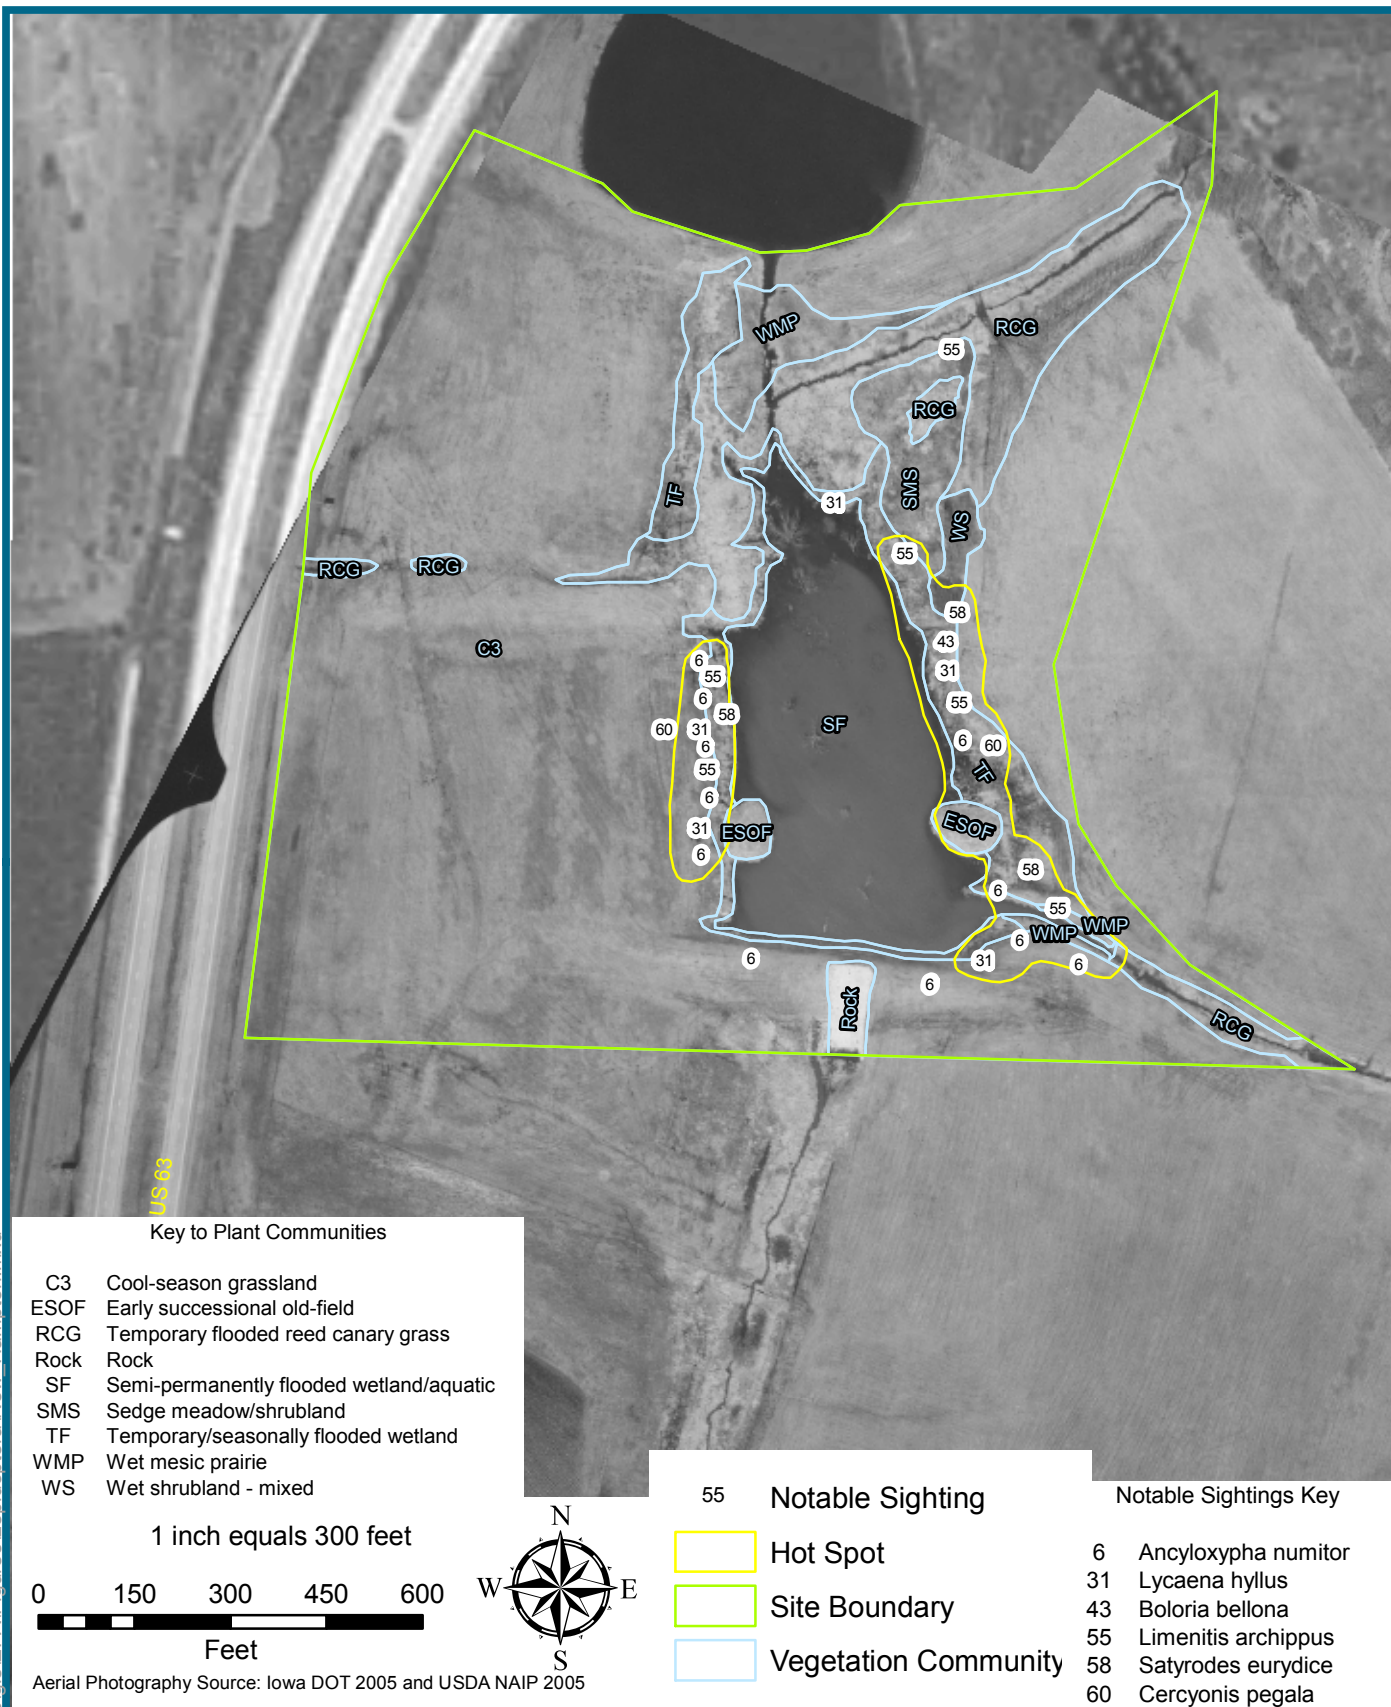 WMP
RCG
55
RCG
SMS
TF
31
WS
55
RCG
RCG
58
43
C3
6
31
55
6
55
58
SF
60
31
6
6
60
55
TF
6
31
ESOF
ESOF
6
58
6
55
WMP
WMP
6
6
31
6
6
Rock
RCG
US 63
Key to Plant Communities
C3 Cool-season grassland
ESOF Early successional old-field
RCG Temporary flooded reed canary grass
Rock Rock
SF Semi-permanently flooded wetland/aquatic
SMS Sedge meadow/shrubland
TF Temporary/seasonally flooded wetland
WMP Wet mesic prairie
WS Wet shrubland - mixed
1 inch equals 300 feet
0 150 300 450 600
Feet
Aerial Photography Source: Iowa DOT 2005 and USDA NAIP 2005
N
W E
S
55 Notable Sighting
Hot Spot
Site Boundary
Vegetation Community
Notable Sightings Key
6 Ancyloxypha numitor
31 Lycaena hyllus
43 Boloria bellona
55 Limenitis archippus
58 Satyrodes eurydice
60 Cercyonis pegala